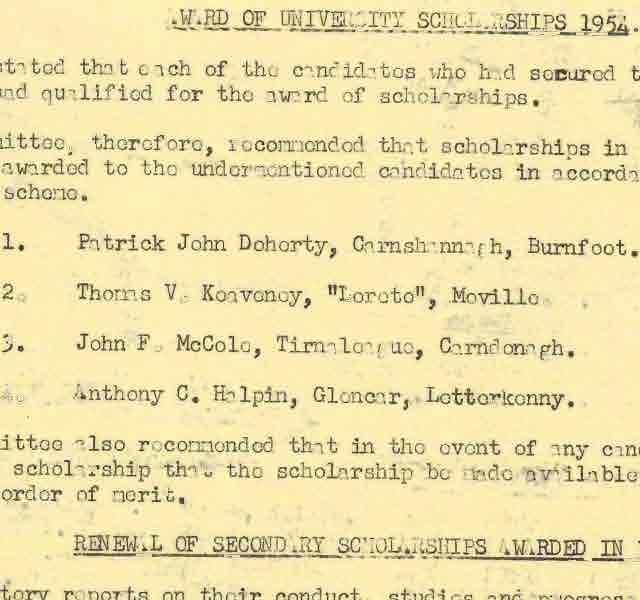 AWARD OF UNIVERSITY SCHOLARSHIPS 1954.
stated that each of the candidates who had secured t
and qualified for the award of scholarships.
ittee, therefore, recommended that scholarships in
awarded to the undermentioned candidates in accorda
scheme.
1. Patrick John Doherty, Carnshannagh, Burnfoot.
2. Thomas V. Keaveney, "Loreto", Moville.
3. John F. McCole, Tirnaleague, Carndonagh.
4. Anthony C. Halpin, Glencar, Letterkenny.
ittee also recommended that in the event of any can
scholarship that the scholarship be made available
order of merit.
RENEWAL OF SECONDARY SCHOLARSHIPS AWARDED IN
tory reports on their conduct, studies and progres